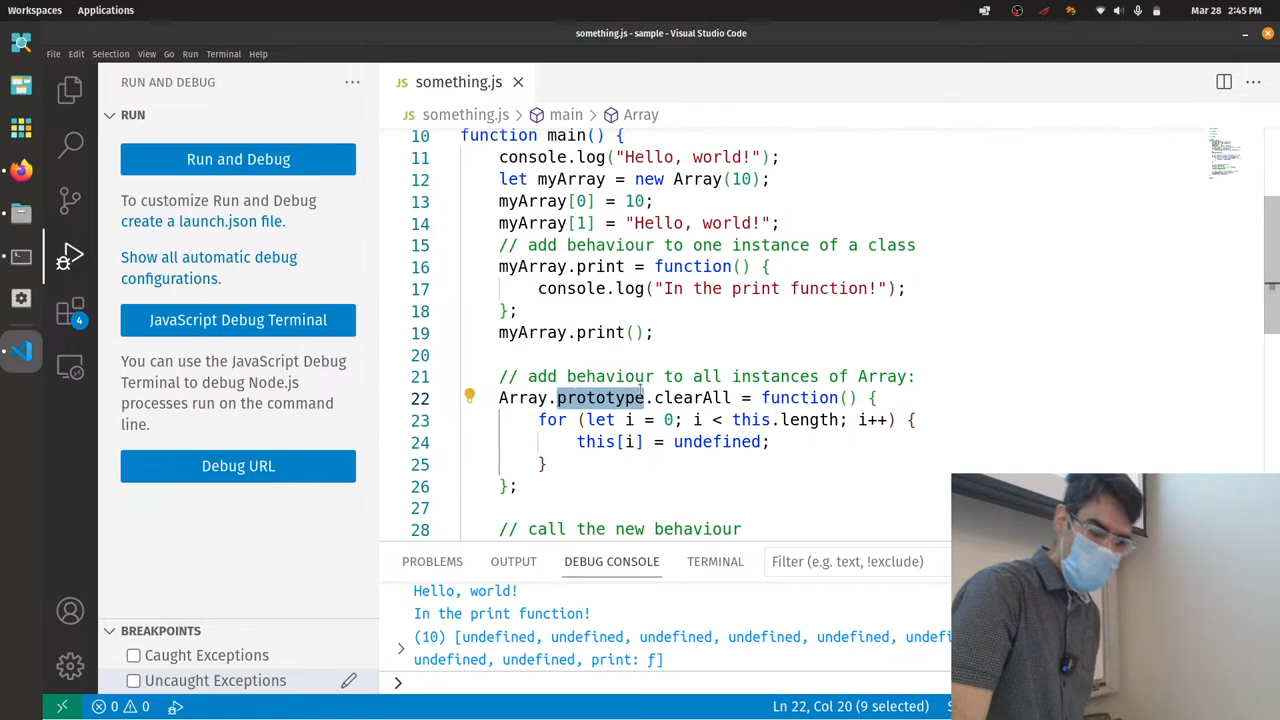 Workspaces Applications Mar 28 2:45 PM
something.js - sample - Visual Studio Code
File Edit Selection View Go Run Terminal Help
RUN AND DEBUG ...
RUN
Run and Debug
To customize Run and Debug
create a launch.json file.
Show all automatic debug
configurations.
JavaScript Debug Terminal
You can use the JavaScript Debug
Terminal to debug Node.js
processes run on the command
line.
Debug URL
4
BREAKPOINTS
Caught Exceptions
Uncaught Exceptions
JS something.js
JS something.js > main > Array
10 function main() {
11 console.log("Hello, world!");
12 let myArray = new Array(10);
13 myArray[0] = 10;
14 myArray[1] = "Hello, world!";
15 // add behaviour to one instance of a class
16 myArray.print = function() {
17 console.log("In the print function!");
18 };
19 myArray.print();
20
21 // add behaviour to all instances of Array:
22 Array.prototype.clearAll = function() {
23 for (let i = 0; i < this.length; i++) {
24 this[i] = undefined;
25 }
26 };
27
28 // call the new behaviour
PROBLEMS OUTPUT DEBUG CONSOLE TERMINAL Filter (e.g. text, !exclude)
Hello, world!
In the print function!
(10) [undefined, undefined, undefined, undefined, undefined, undefi
undefined, undefined, print: ƒ]
>
0 0 Ln 22, Col 20 (9 selected)